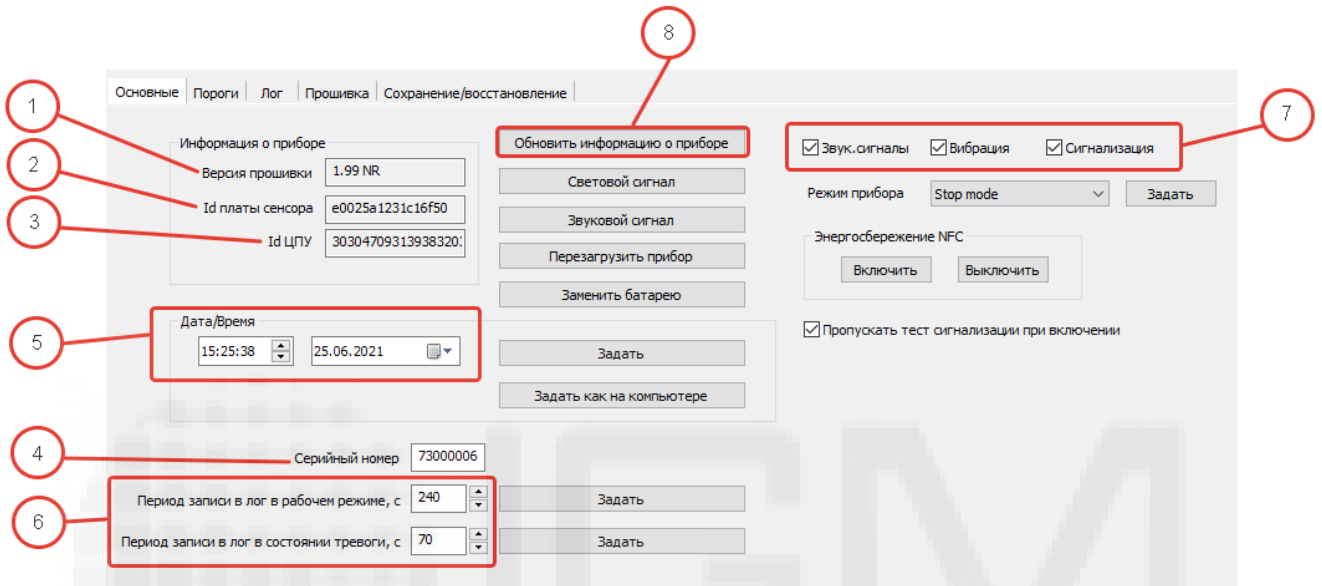 8
Основные Пороги Лог Прошивка Сохранение/восстановление
1
7
Информация о приборе
Обновить информацию о приборе
Звук.сигналы Вибрация Сигнализация
Версия прошивки 1.99 NR
2
Световой сигнал
Режим прибора Stop mode Задать
Id платы сенсора e0025a1231c16f50
3
Звуковой сигнал
Id ЦПУ 30304709313938320
Энергосбережение NFC
Перезагрузить прибор
Включить Выключить
Заменить батарею
Дата/Время
Пропускать тест сигнализации при включении
5
15:25:38 25.06.2021 Задать
Задать как на компьютере
4
Серийный номер 73000006
IGM
Период записи в лог в рабочем режиме, с 240 Задать
6
Период записи в лог в состоянии тревоги, с 70 Задать